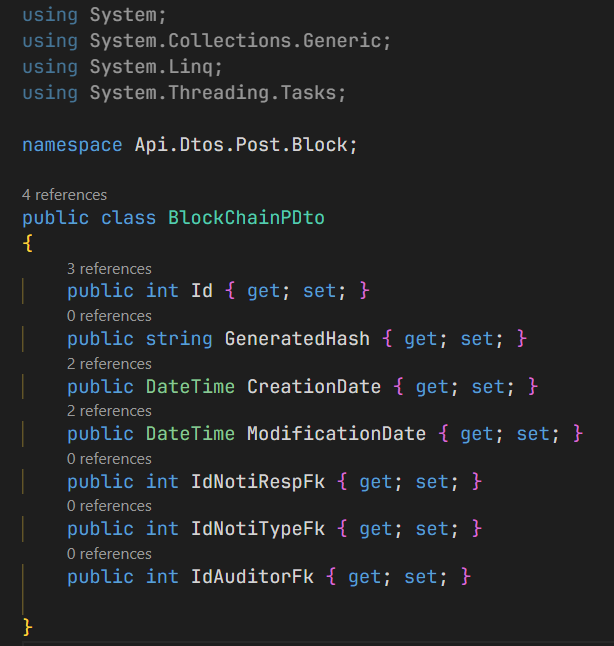 using System;
using System.Collections.Generic;
using System.Linq;
using System.Threading.Tasks;
namespace Api.Dtos.Post.Block;
4 references
public class BlockChainPDto
{
3 references
public int Id { get; set; }
0 references
public string GeneratedHash { get; set; }
2 references
public DateTime CreationDate { get; set; }
2 references
public DateTime ModificationDate { get; set; }
0 references
public int IdNotiRespFk { get; set; }
0 references
public int IdNotiTypeFk { get; set; }
0 references
public int IdAuditorFk { get; set; }
}